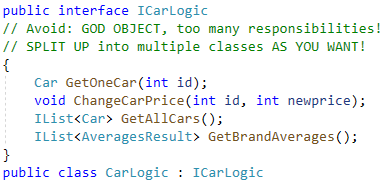 public interface ICarLogic
// Avoid: GOD OBJECT, too many responsibilities!
// SPLIT UP into multiple classes AS YOU WANT!
{
Car GetOneCar(int id);
void ChangeCarPrice(int id, int newprice);
IList<Car> GetAllCars();
IList<AveragesResult> GetBrandAverages();
}
public class CarLogic : ICarLogic